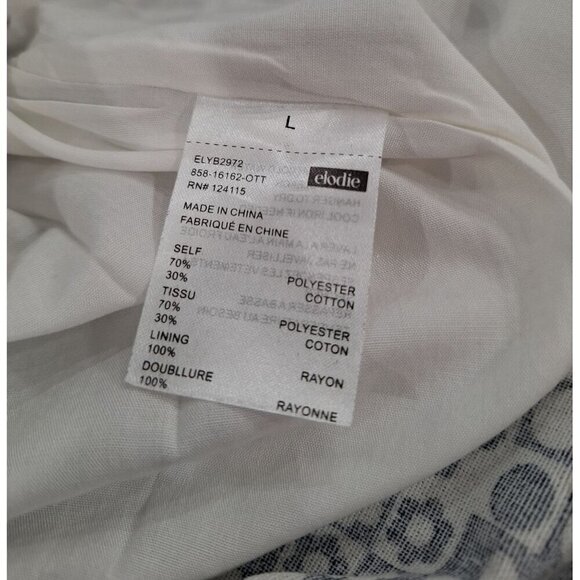 L
ELYB2972
858-16162-OTT
RN# 124115
elodie
MADE IN CHINA
FABRIQUÉ EN CHINE
SELF
70% POLYESTER
30% COTTON
TISSU
70% POLYESTER
30% COTON
LINING
100% RAYON
DOUBLLURE
100% RAYONNE